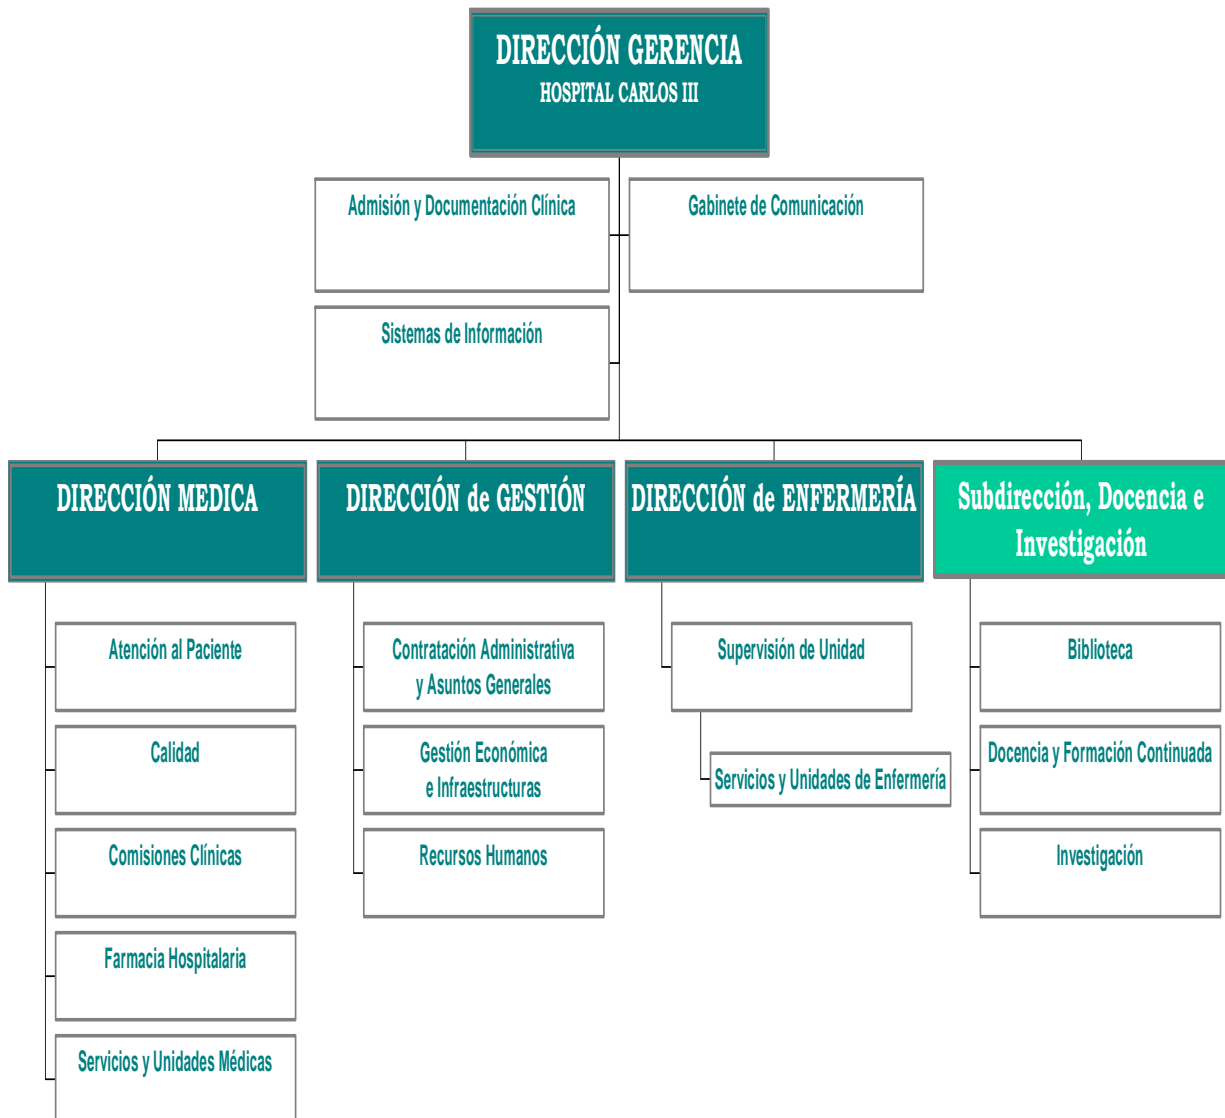 DIRECCIÓN GERENCIA
HOSPITAL CARLOS III
Admisión y Documentación Clínica
Gabinete de Comunicación
Sistemas de Información
DIRECCIÓN MEDICA
DIRECCIÓN de GESTIÓN
DIRECCIÓN de ENFERMERÍA
Subdirección, Docencia e
Investigación
Atención al Paciente
Calidad
Comisiones Clínicas
Farmacia Hospitalaria
Servicios y Unidades Médicas
Contratación Administrativa
y Asuntos Generales
Gestión Económica
e Infraestructuras
Recursos Humanos
Supervisión de Unidad
Servicios y Unidades de Enfermería
Biblioteca
Docencia y Formación Continuada
Investigación